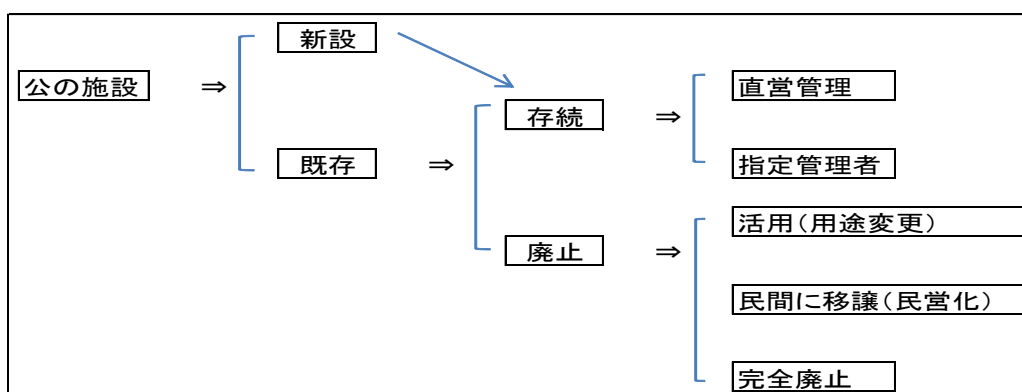 新設
公の施設 ⇒
直営管理
存続 ⇒
既存 ⇒
指定管理者
活用(用途変更)
廃止 ⇒
民間に移譲(民営化)
完全廃止